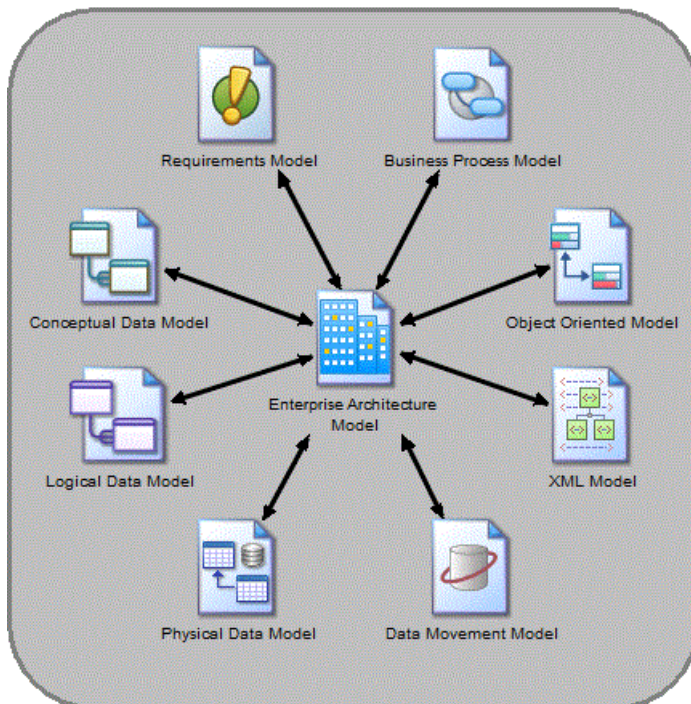 Requirements Model
Business Process Model
Conceptual Data Model
Object Oriented Model
Enterprise Architecture
Model
Logical Data Model
XML Model
Physical Data Model
Data Movement Model